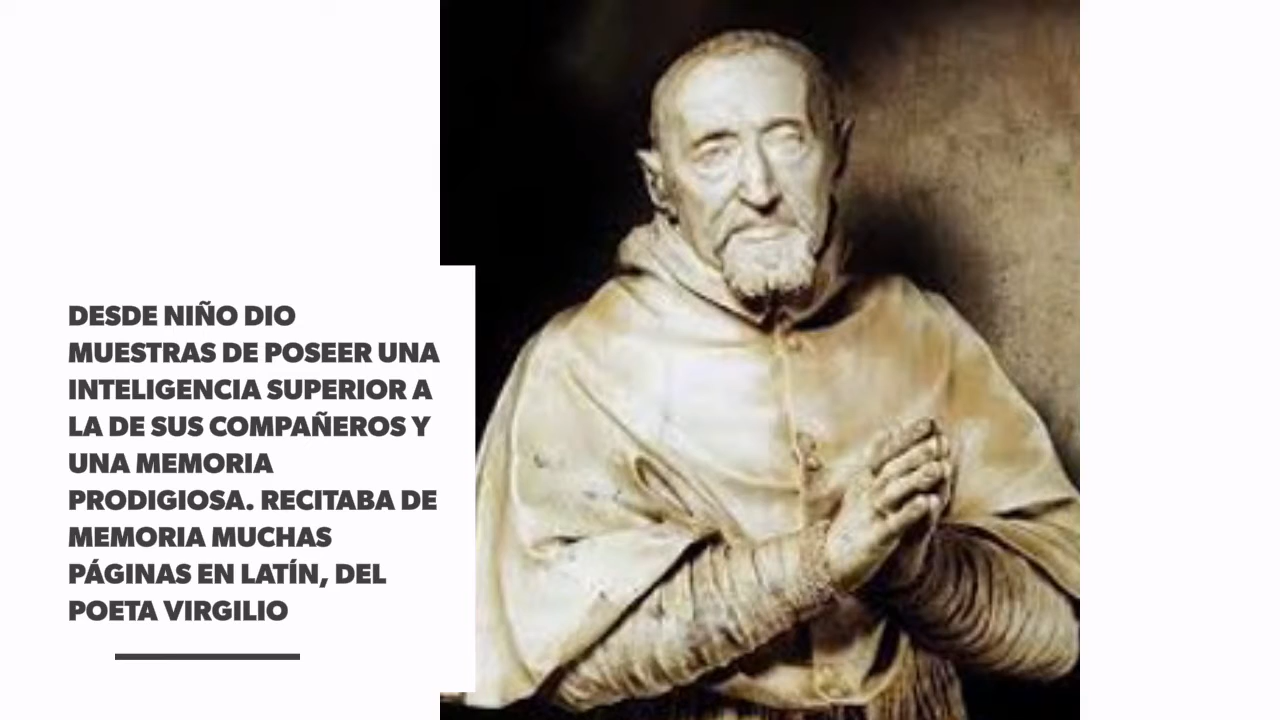 DESDE NIÑO DIO
MUESTRAS DE POSEER UNA
INTELIGENCIA SUPERIOR A
LA DE SUS COMPAÑEROS Y
UNA MEMORIA
PRODIGIOSA. RECITABA DE
MEMORIA MUCHAS
PÁGINAS EN LATÍN, DEL
POETA VIRGILIO